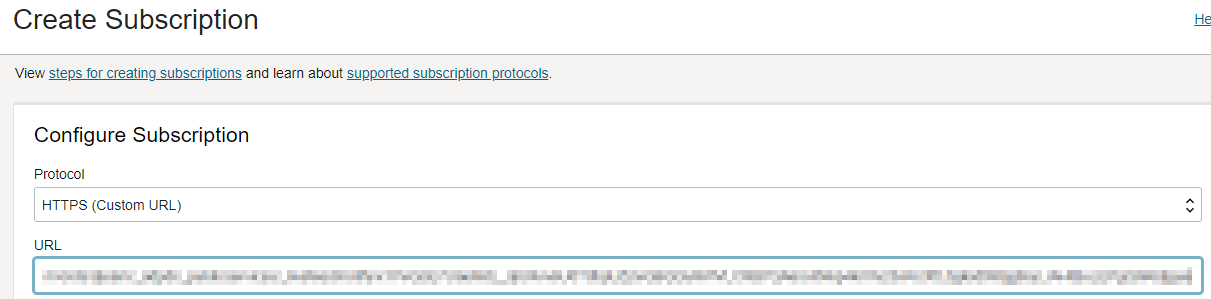 Create Subscription
He
View steps for creating subscriptions and learn about supported subscription protocols.
Configure Subscription
Protocol
HTTPS (Custom URL)
URL